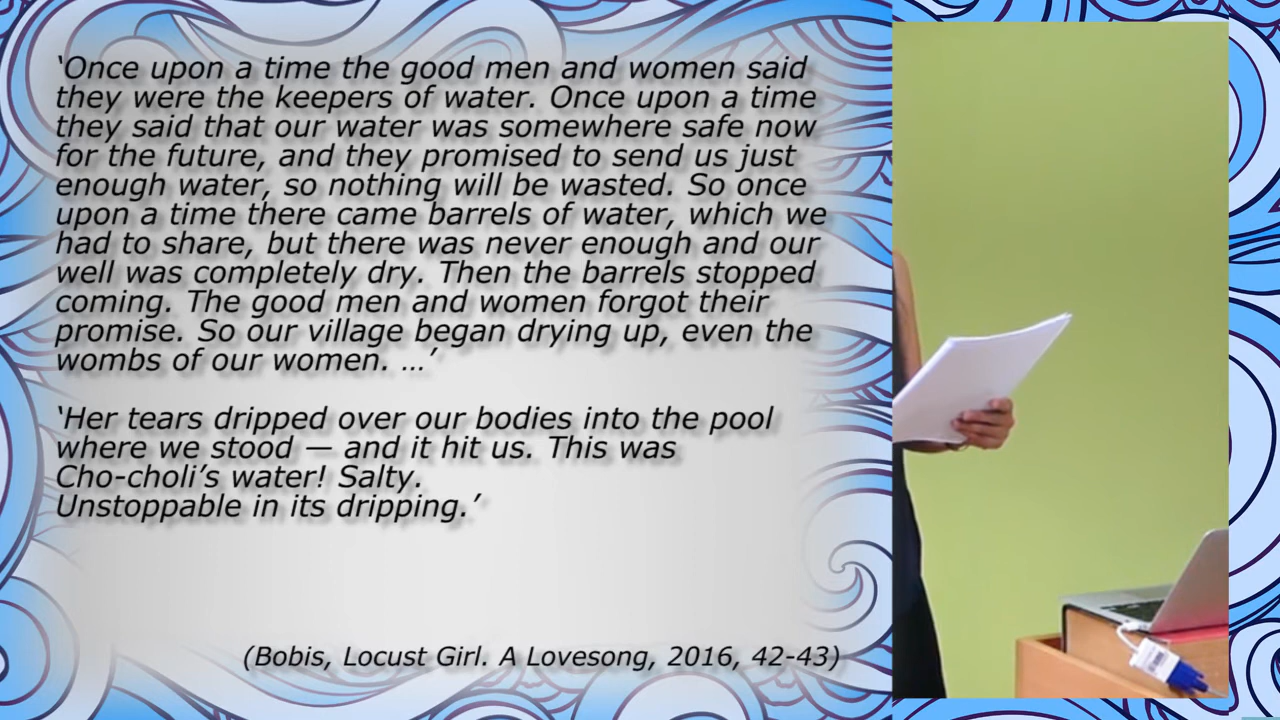 ‘Once upon a time the good men and women said
they were the keepers of water. Once upon a time
they said that our water was somewhere safe now
for the future, and they promised to send us just
enough water, so nothing will be wasted. So once
upon a time there came barrels of water, which we
had to share, but there was never enough and our
well was completely dry. Then the barrels stopped
coming. The good men and women forgot their
promise. So our village began drying up, even the
wombs of our women. …’
‘Her tears dripped over our bodies into the pool
where we stood — and it hit us. This was
Cho-choli’s water! Salty.
Unstoppable in its dripping.’
(Bobis, Locust Girl. A Lovesong, 2016, 42-43)